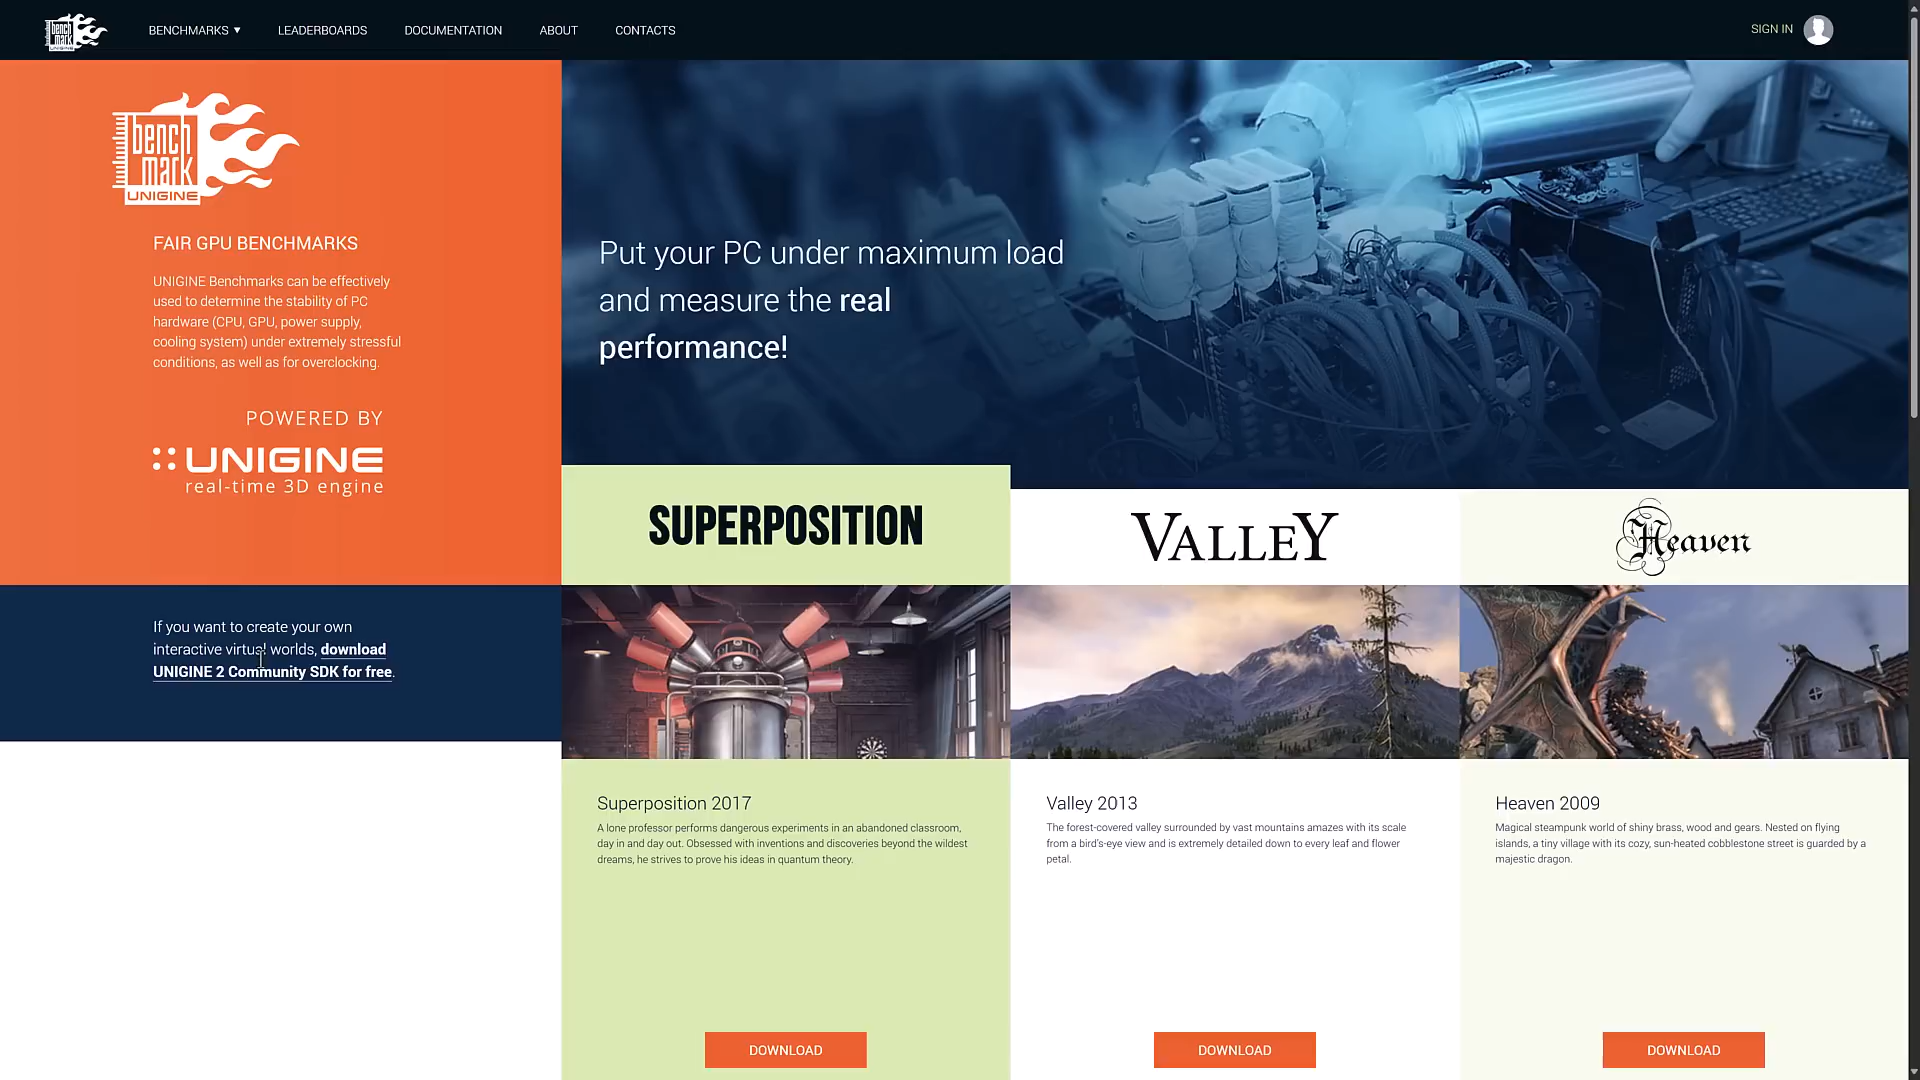 bench
mark
UNIGINE
BENCHMARKS ▼
LEADERBOARDS
DOCUMENTATION
ABOUT
CONTACTS
SIGN IN
bench
mark
UNIGINE
FAIR GPU BENCHMARKS
UNIGINE Benchmarks can be effectively
used to determine the stability of PC
hardware (CPU, GPU, power supply,
cooling system) under extremely stressful
conditions, as well as for overclocking.
POWERED BY
UNIGINE
real-time 3D engine
If you want to create your own
interactive virtual worlds, download
UNIGINE 2 Community SDK for free.
Put your PC under maximum load
and measure the real
performance!
SUPERPOSITION
Superposition 2017
A lone professor performs dangerous experiments in an abandoned classroom,
day in and day out. Obsessed with inventions and discoveries beyond the wildest
dreams, he strives to prove his ideas in quantum theory.
DOWNLOAD
VALLEY
Valley 2013
The forest-covered valley surrounded by vast mountains amazes with its scale
from a bird's-eye view and is extremely detailed down to every leaf and flower
petal.
DOWNLOAD
Heaven
Heaven 2009
Magical steampunk world of shiny brass, wood and gears. Nested on flying
islands, a tiny village with its cozy, sun-heated cobblestone street is guarded by a
majestic dragon.
DOWNLOAD